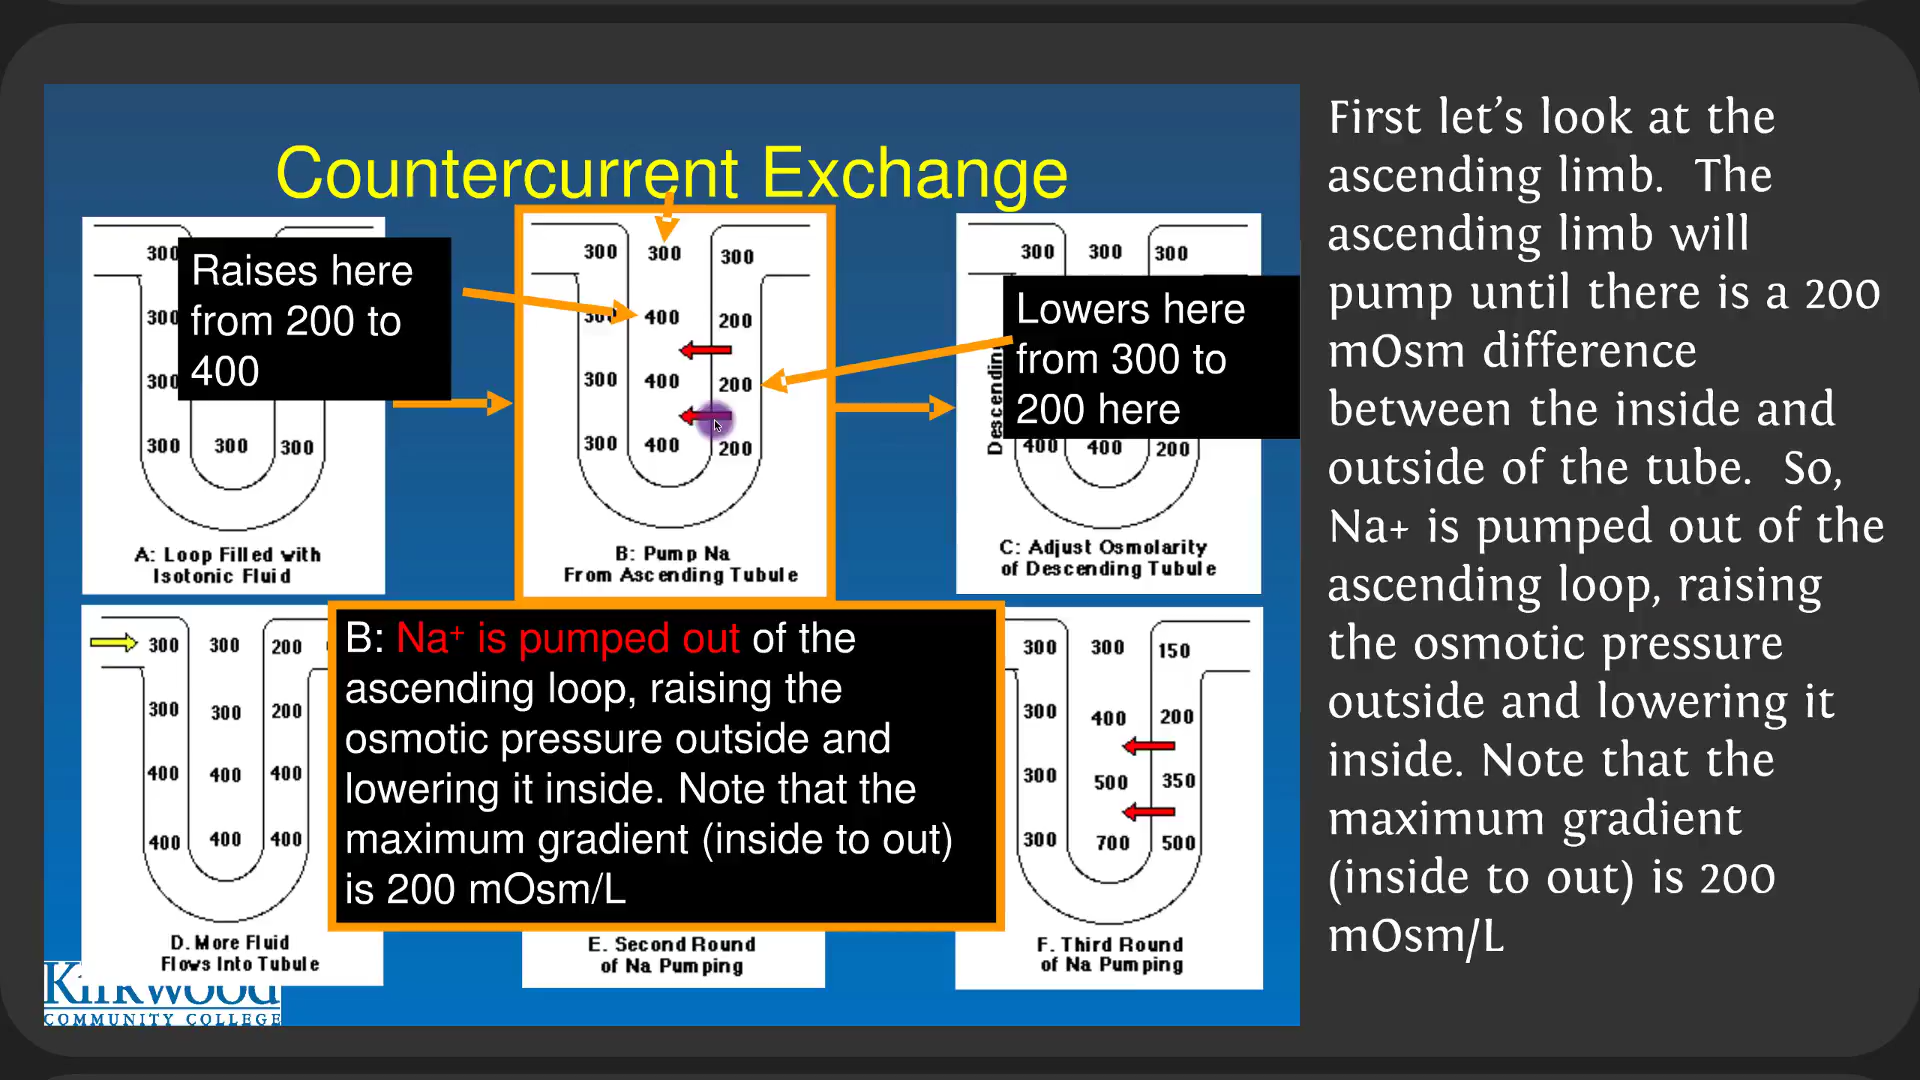 Countercurrent Exchange
300
300
300
300
300 300 300
Raises here
from 200 to
400
A: Loop Filled with
Isotonic Fluid
300 300 300
300 400 200
300 400 200
300 400 200
B: Pump Na
From Ascending Tubule
300 300 300
Lowers here
from 300 to
200 here
Descending
400 400 200
C: Adjust Osmolarity
of Descending Tubule
300 300 200
300 300 200
400 400 400
400 400 400
D. More Fluid
Flows Into Tubule
B: Na+ is pumped out of the
ascending loop, raising the
osmotic pressure outside and
lowering it inside. Note that the
maximum gradient (inside to out)
is 200 mOsm/L
E. Second Round
of Na Pumping
300 300 150
300 400 200
300 500 350
300 700 500
F. Third Round
of Na Pumping
Kirkwood
COMMUNITY COLLEGE
First let's look at the
ascending limb. The
ascending limb will
pump until there is a 200
mOsm difference
between the inside and
outside of the tube. So,
Na+ is pumped out of the
ascending loop, raising
the osmotic pressure
outside and lowering it
inside. Note that the
maximum gradient
(inside to out) is 200
mOsm/L